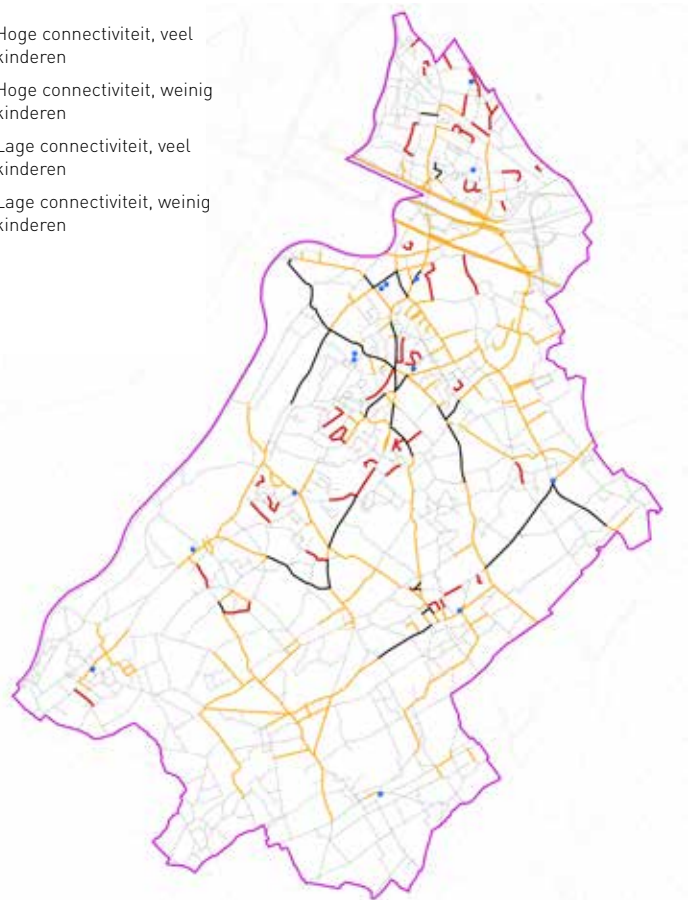 Hoge connectiviteit, veel
kinderen
Hoge connectiviteit, weinig
kinderen
Lage connectiviteit, veel
kinderen
Lage connectiviteit, weinig
kinderen